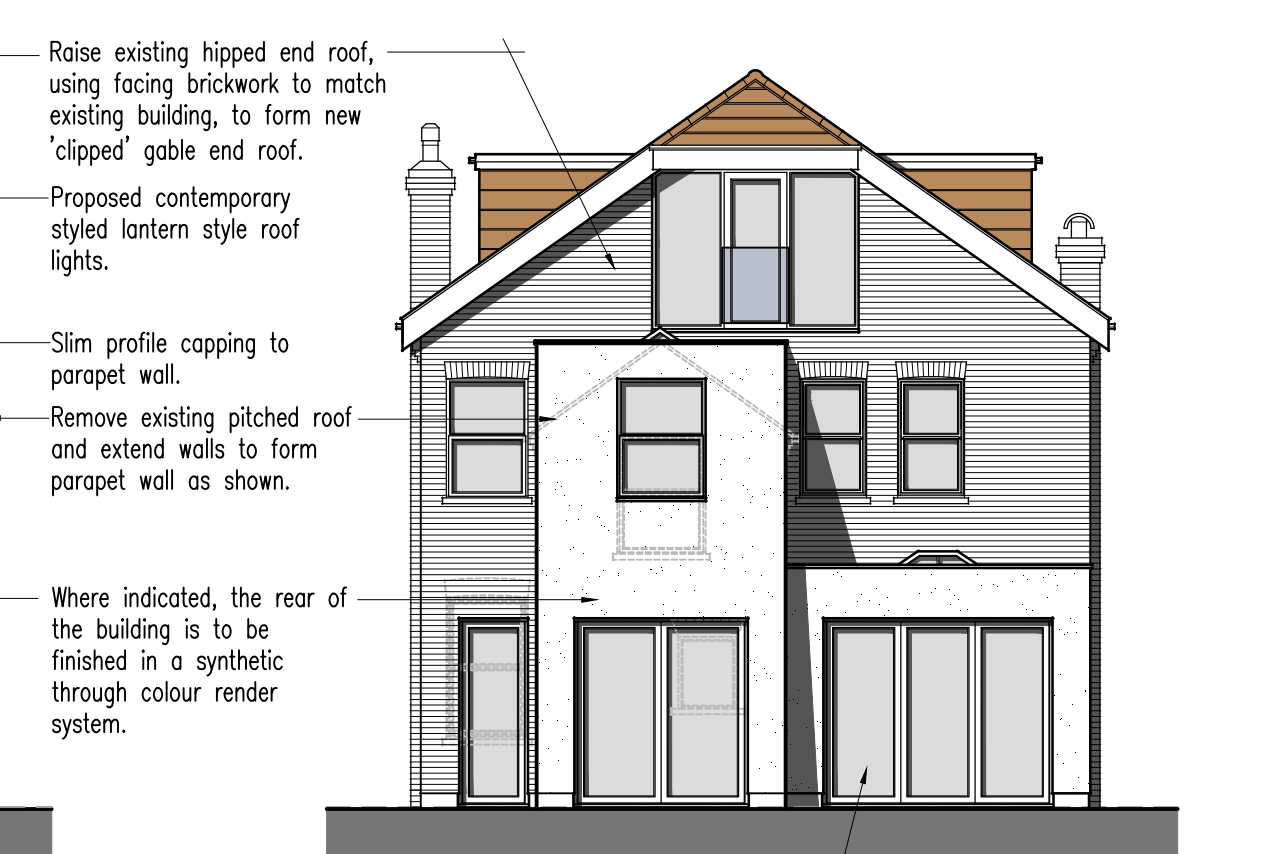 Raise existing hipped end roof,
using facing brickwork to match
existing building, to form new
'clipped' gable end roof.
Proposed contemporary
styled lantern style roof
lights.
Slim profile capping to
parapet wall.
Remove existing pitched roof
and extend walls to form
parapet wall as shown.
Where indicated, the rear of
the building is to be
finished in a synthetic
through colour render
system.